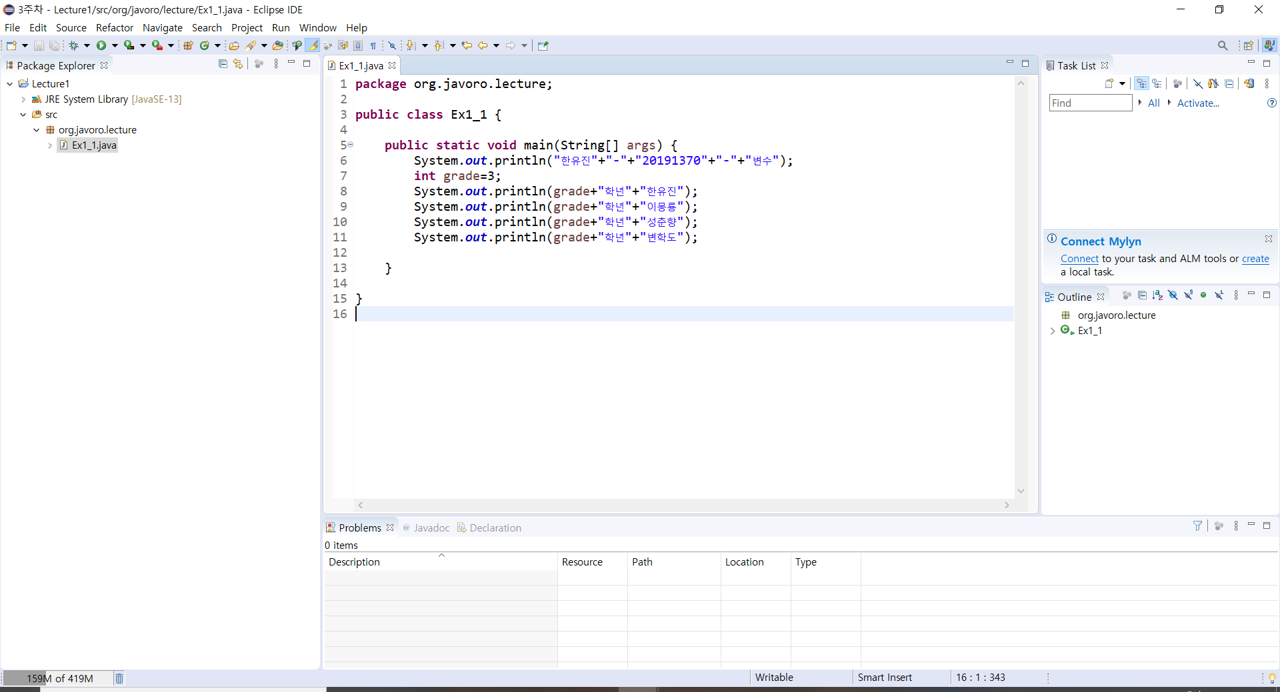 3주차 - Lecture1/src/org/javoro/lecture/Ex1_1.java - Eclipse IDE
File Edit Source Refactor Navigate Search Project Run Window Help
Package Explorer
Lecture1
JRE System Library [JavaSE-13]
src
org.javoro.lecture
Ex1_1.java
Ex1_1.java
1 package org.javoro.lecture;
2
3 public class Ex1_1 {
4
5 public static void main(String[] args) {
6 System.out.println("한유진"+"-"+"20191370"+"-"+"변수");
7 int grade=3;
8 System.out.println(grade+"학년"+"한유진");
9 System.out.println(grade+"학년"+"이몽룡");
10 System.out.println(grade+"학년"+"성춘향");
11 System.out.println(grade+"학년"+"변학도");
12
13 }
14
15 }
16
Task List
Find All Activate...
Connect Mylyn
Connect to your task and ALM tools or create
a local task.
Outline
org.javoro.lecture
Ex1_1
Problems Javadoc Declaration
0 items
Description Resource Path Location Type
159M of 419M Writable Smart Insert 16 : 1 : 343